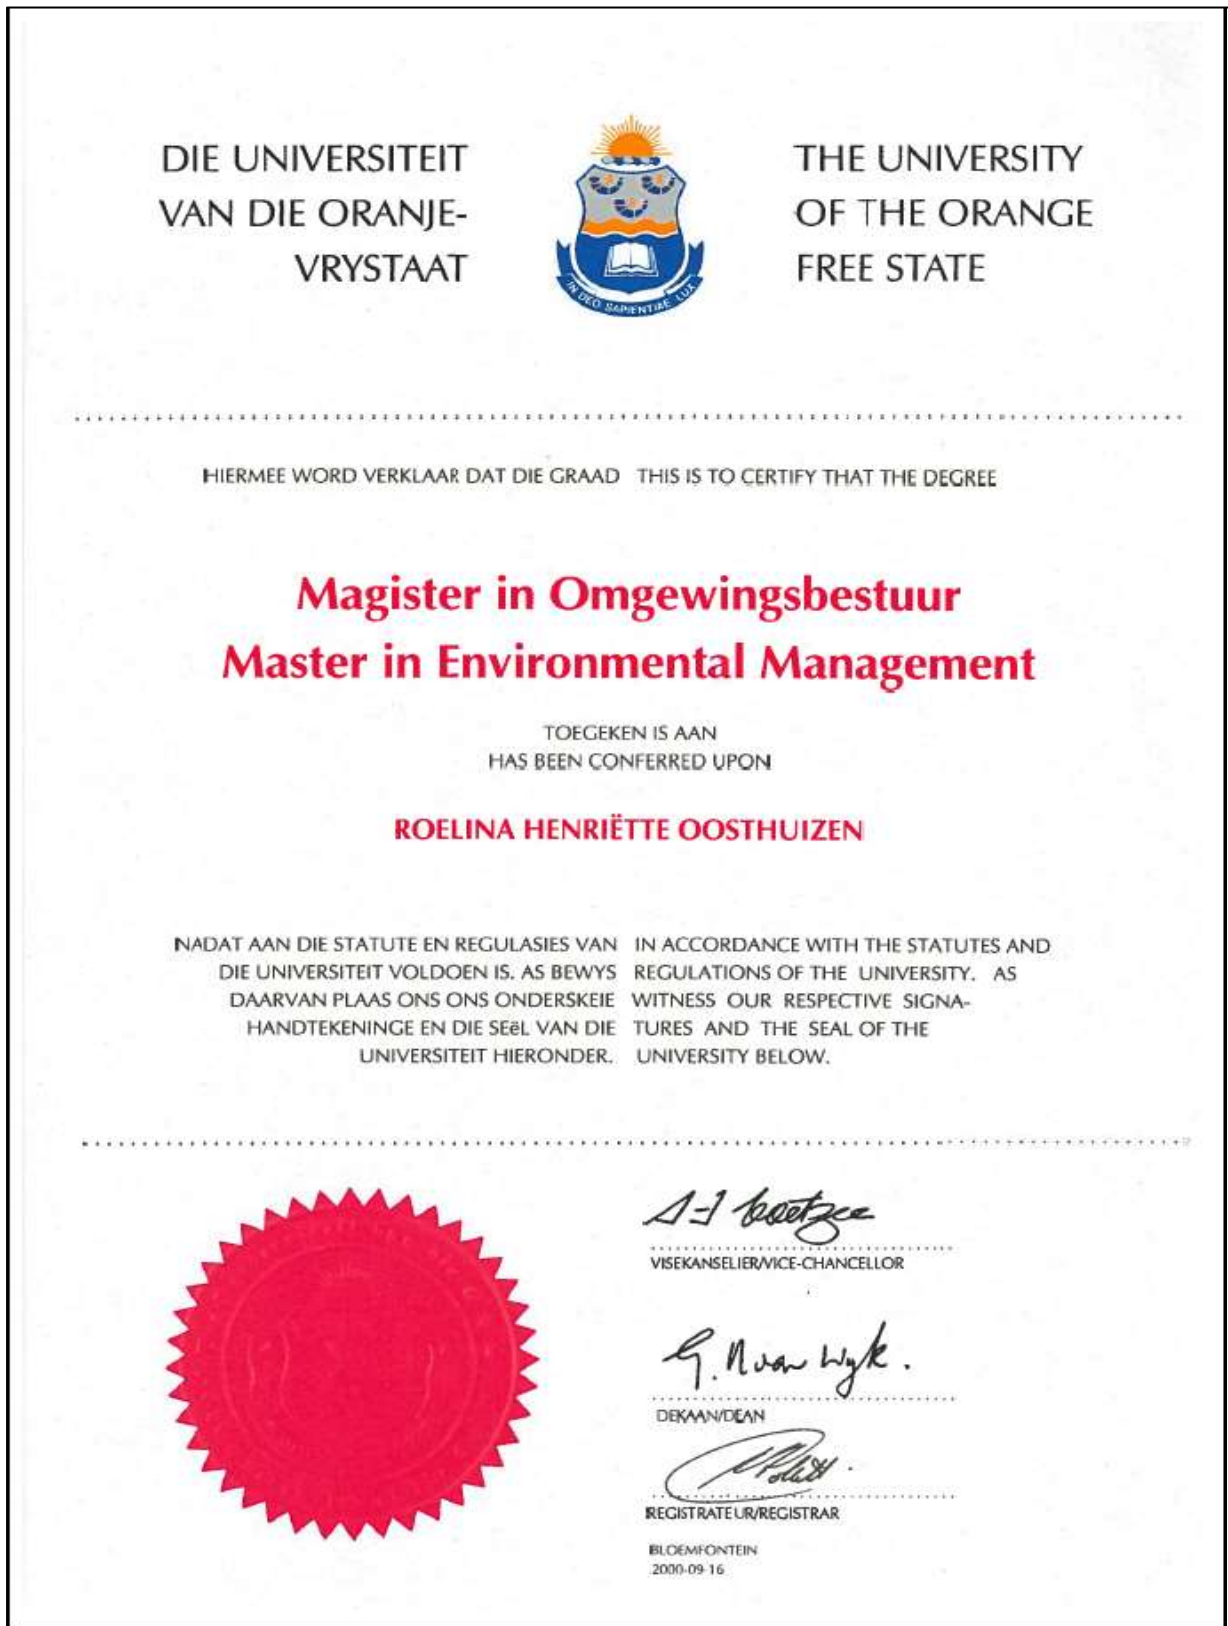 DIE UNIVERSITEIT
VAN DIE ORANJE-
VRYSTAAT
THE UNIVERSITY
OF THE ORANGE
FREE STATE
IN DEO SAPIENTIAE LUX
HIERMEE WORD VERKLAAR DAT DIE GRAAD
THIS IS TO CERTIFY THAT THE DEGREE
Magister in Omgewingsbestuur
Master in Environmental Management
TOEGEKEN IS AAN
HAS BEEN CONFERRED UPON
ROELINA HENRIËTTE OOSTHUIZEN
NADAT AAN DIE STATUTE EN REGULASIES VAN
DIE UNIVERSITEIT VOLDOEN IS. AS BEWYS
DAARVAN PLAAS ONS ONS ONDERSKEIE
HANDTEKENINGE EN DIE SEëL VAN DIE
UNIVERSITEIT HIERONDER.
IN ACCORDANCE WITH THE STATUTES AND
REGULATIONS OF THE UNIVERSITY. AS
WITNESS OUR RESPECTIVE SIGNA-
TURES AND THE SEAL OF THE
UNIVERSITY BELOW.
Coetzee
VISEKANSELIER/VICE-CHANCELLOR
G. N van Wyk.
DEKAAN/DEAN
REGISTRATEUR/REGISTRAR
BLOEMFONTEIN
2000-09-16